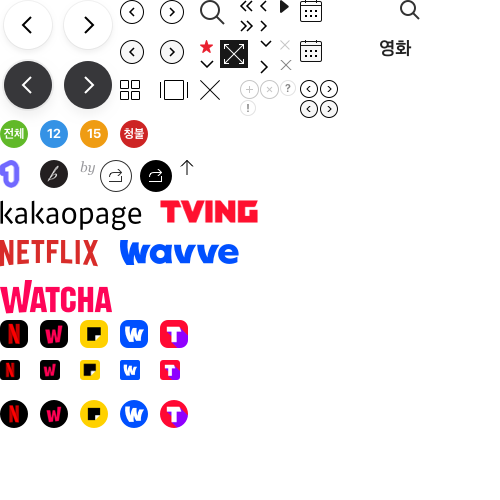 영화
전체 12 15 청불
by
kakaopage TVING
NETFLIX wavve
WATCHA
N W W T
N W W T
N W W T